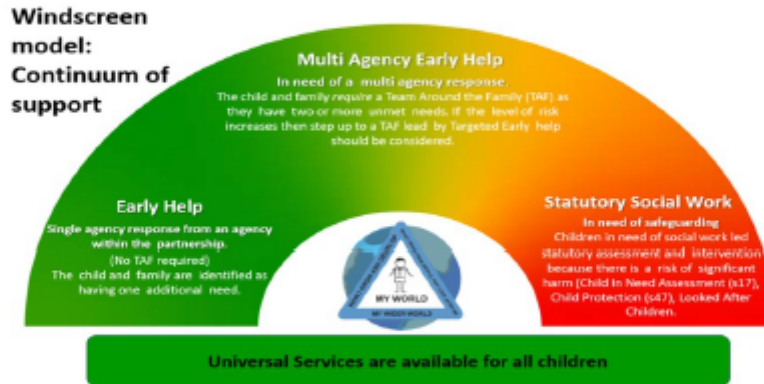 Windscreen
model:
Continuum of
support
Multi Agency Early Help
In need of a multi agency response.
The child and family require a Team Around the Family (TAF) as
they have two or more unmet needs. If the level of risk
increases then step up to a TAF lead by Targeted Early help
should be considered.
Early Help
Single agency response from an agency
within the partnership.
(No TAF required)
The child and family are identified as
having one additional need.
Statutory Social Work
In need of safeguarding
Children in need of social work led
statutory assessment and intervention
because there is a risk of significant
harm (Child In Need Assessment (s17),
Child Protection (s47), Looked After
Children.
MY WORLD
MY WIDER WORLD
Universal Services are available for all children